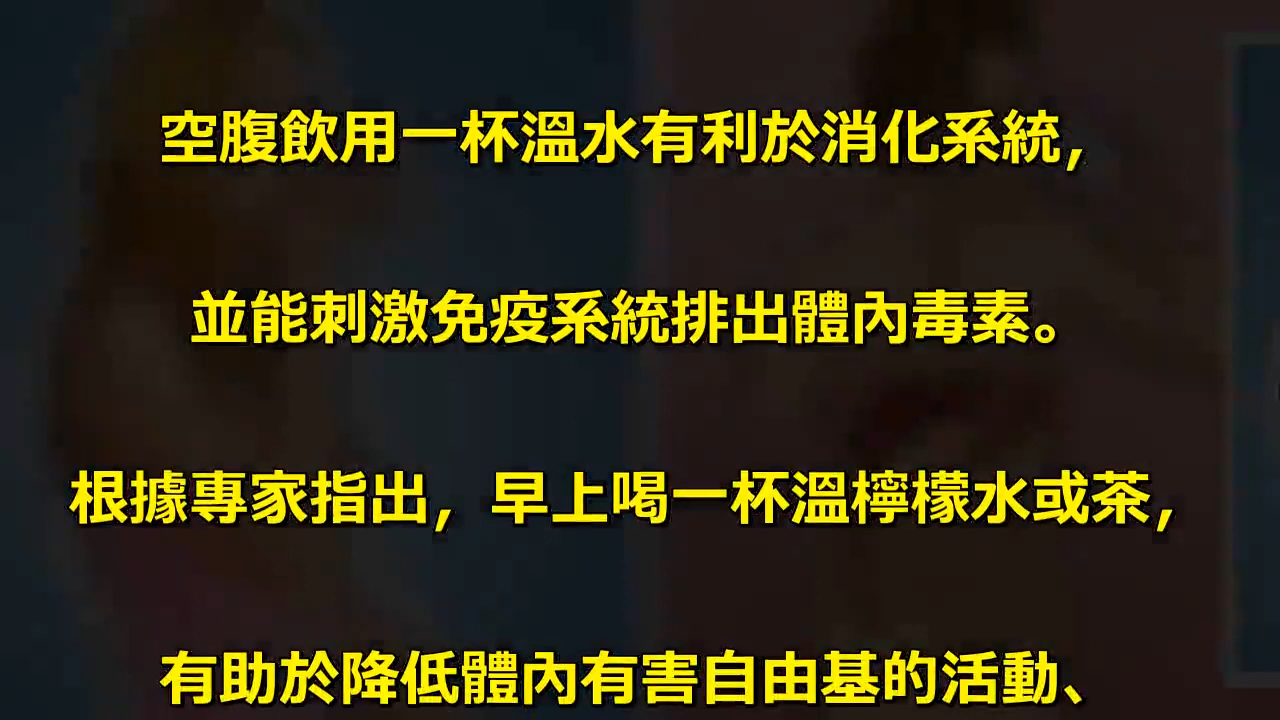 空腹飲用一杯溫水有利於消化系統，
並能刺激免疫系統排出體內毒素。
根據專家指出，早上喝一杯溫檸檬水或茶，
有助於降低體內有害自由基的活動、